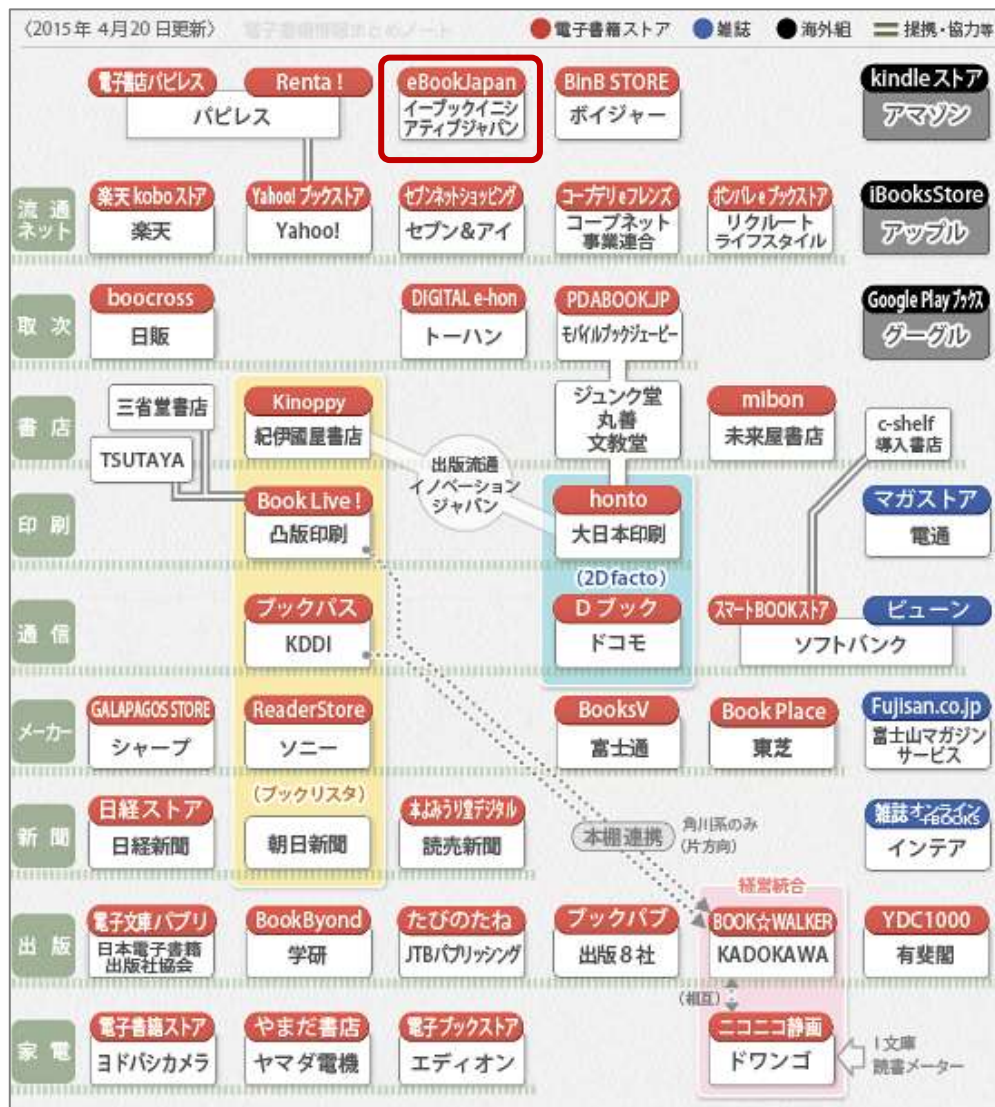 〈2015年 4月20日更新〉
電子書籍ストア
雑誌
海外組
提携・協力等
電子書店パピレス
Renta！
パピレス
eBookJapan
イーブックイニシ
アティブジャパン
BinB STORE
ボイジャー
kindleストア
アマゾン
流通
ネット
楽天koboストア
楽天
Yahoo!ブックストア
Yahoo!
セブンネットショッピング
セブン&アイ
コープデリeフレンズ
コープネット
事業連合
ポンパレeブックストア
リクルート
ライフスタイル
iBooksStore
アップル
取次
boocross
日販
DIGITAL e-hon
トーハン
PDABOOK.JP
モバイルブックジェーピー
Google Playブックス
グーグル
書店
三省堂書店
TSUTAYA
Kinoppy
紀伊國屋書店
出版流通
イノベーション
ジャパン
ジュンク堂
丸善
文教堂
mibon
未来屋書店
c-shelf
導入書店
印刷
Book Live！
凸版印刷
honto
大日本印刷
マガストア
電通
（2Dfacto）
通信
ブックパス
KDDI
Dブック
ドコモ
スマートBOOKストア
ビューン
ソフトバンク
メーカー
GALAPAGOS STORE
シャープ
ReaderStore
ソニー
BooksV
富士通
Book Place
東芝
Fujisan.co.jp
富士山マガジン
サービス
（ブックリスタ）
新聞
日経ストア
日経新聞
朝日新聞
本よみうり堂デジタル
読売新聞
本棚連携
角川系のみ
（片方向）
雑誌オンライン
+BOOKS
インテア
経営統合
出版
電子文庫パブリ
日本電子書籍
出版社協会
BookByond
学研
たびのたね
JTBパブリッシング
ブックパブ
出版8社
BOOK☆WALKER
KADOKAWA
YDC1000
有斐閣
（相互）
家電
電子書籍ストア
ヨドバシカメラ
やまだ書店
ヤマダ電機
電子ブックストア
エディオン
ニコニコ静画
ドワンゴ
I文庫
読書メーター